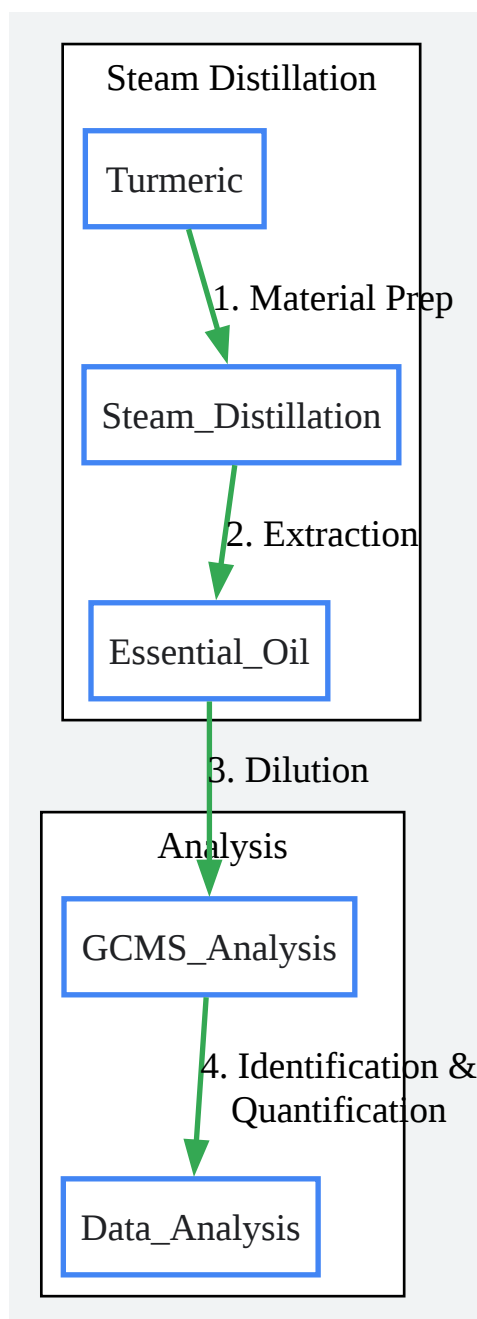 Steam Distillation
Turmeric
1. Material Prep
Steam_Distillation
2. Extraction
Essential_Oil
3. Dilution
Analysis
GCMS_Analysis
4. Identification &
Quantification
Data_Analysis